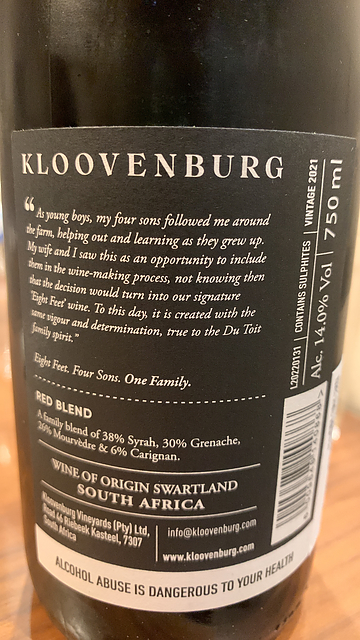 KLOOVENBURG
“As young boys, my four sons followed me around
the farm, helping out and learning as they grew up.
My wife and I saw this as an opportunity to include
them in the wine-making process, not knowing then
that the decision would turn into our signature
'Eight Feet' wine. To this day, it is created with the
same vigour and determination, true to the Du Toit
family spirit.”
Eight Feet. Four Sons. One Family.
RED BLEND
A family blend of 38% Syrah, 30% Grenache,
26% Mourvèdre & 6% Carignan.
WINE OF ORIGIN SWARTLAND
SOUTH AFRICA
Kloovenburg Vineyards (Pty) Ltd,
Road 46 Riebeek Kasteel, 7307
South Africa
info@kloovenburg.com
www.kloovenburg.com
ALCOHOL ABUSE IS DANGEROUS TO YOUR HEALTH
L20220131 | CONTAINS SULPHITES | VINTAGE 2021
Alc. 14.0% Vol | 750 ml